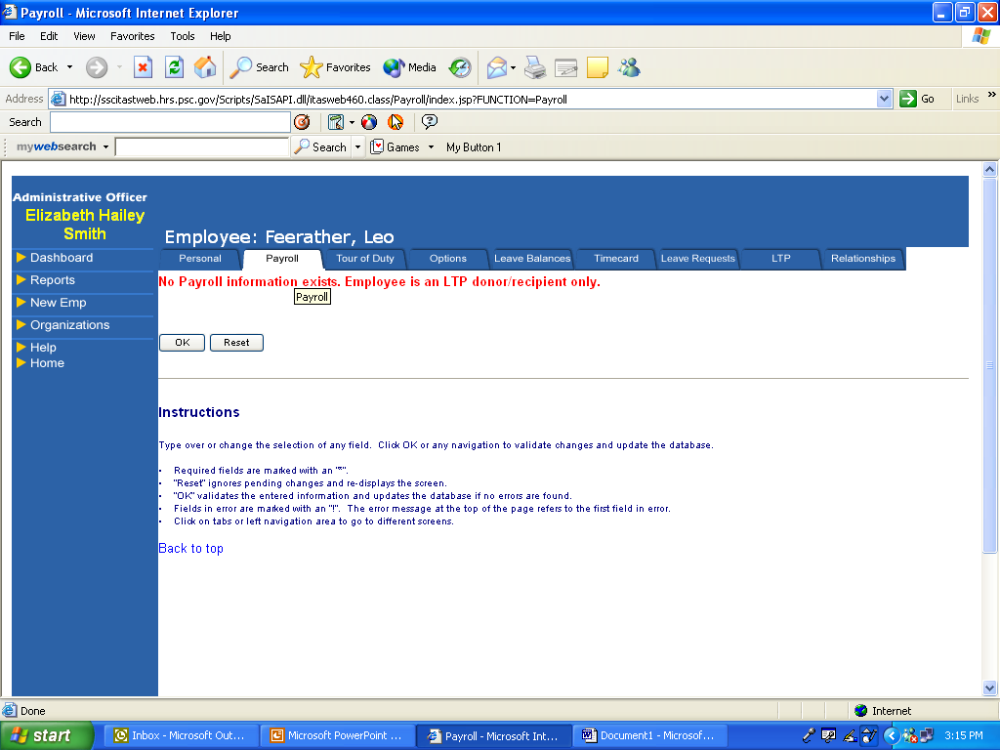 Payroll - Microsoft Internet Explorer
File Edit View Favorites Tools Help
Back Search Favorites Media
Address http://sscitastweb.hrs.psc.gov/Scripts/SaISAPI.dll/itasweb460.class/Payroll/index.jsp?FUNCTION=Payroll Go Links »
Search
mywebsearch Search Games My Button 1
Administrative Officer
Elizabeth Hailey
Smith
Employee: Feerather, Leo
Dashboard
Reports
New Emp
Organizations
Help
Home
Personal Payroll Tour of Duty Options Leave Balances Timecard Leave Requests LTP Relationships
No Payroll information exists. Employee is an LTP donor/recipient only.
Payroll
OK Reset
Instructions
Type over or change the selection of any field. Click OK or any navigation to validate changes and update the database.
• Required fields are marked with an "*".
• "Reset" ignores pending changes and re-displays the screen.
• "OK" validates the entered information and updates the database if no errors are found.
• Fields in error are marked with an "!". The error message at the top of the page refers to the first field in error.
• Click on tabs or left navigation area to go to different screens.
Back to top
Done Internet
start Inbox - Microsoft Out... Microsoft PowerPoint ... Payroll - Microsoft Int... Document1 - Microsof... 3:15 PM